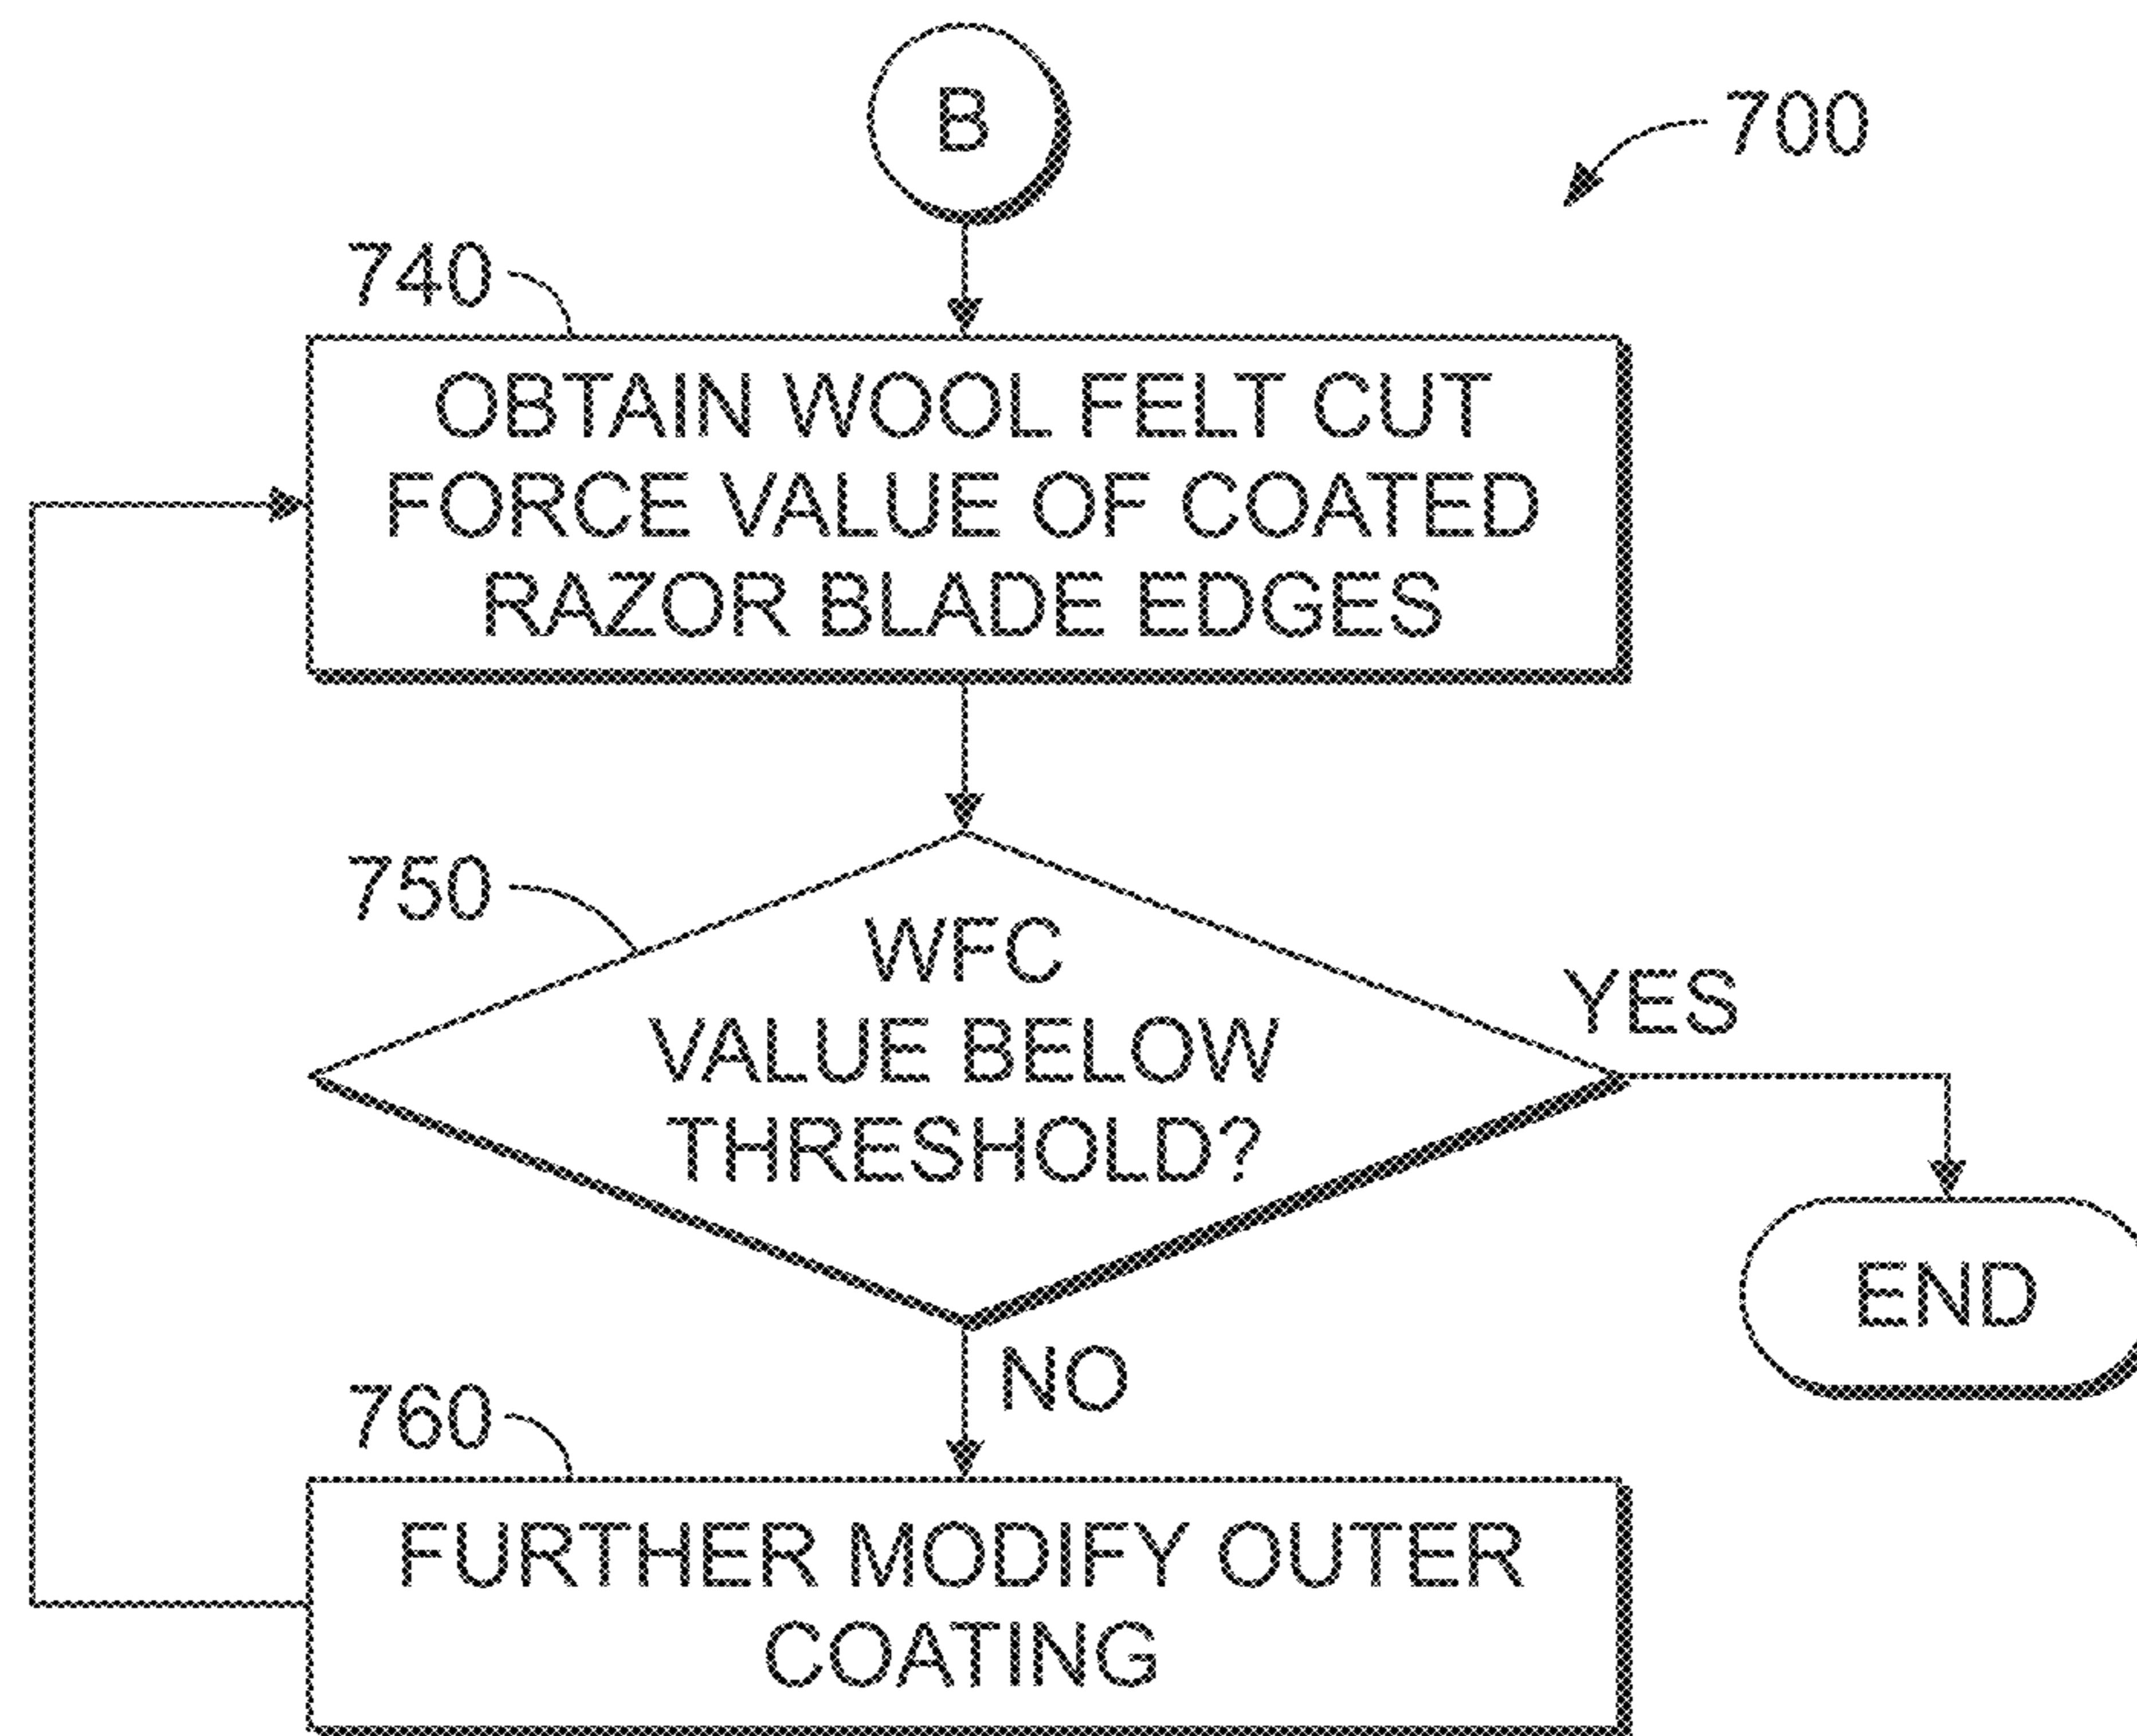 B
700
740
OBTAIN WOOL FELT CUT
FORCE VALUE OF COATED
RAZOR BLADE EDGES
750
WFC
VALUE BELOW
THRESHOLD?
YES
END
NO
760
FURTHER MODIFY OUTER
COATING